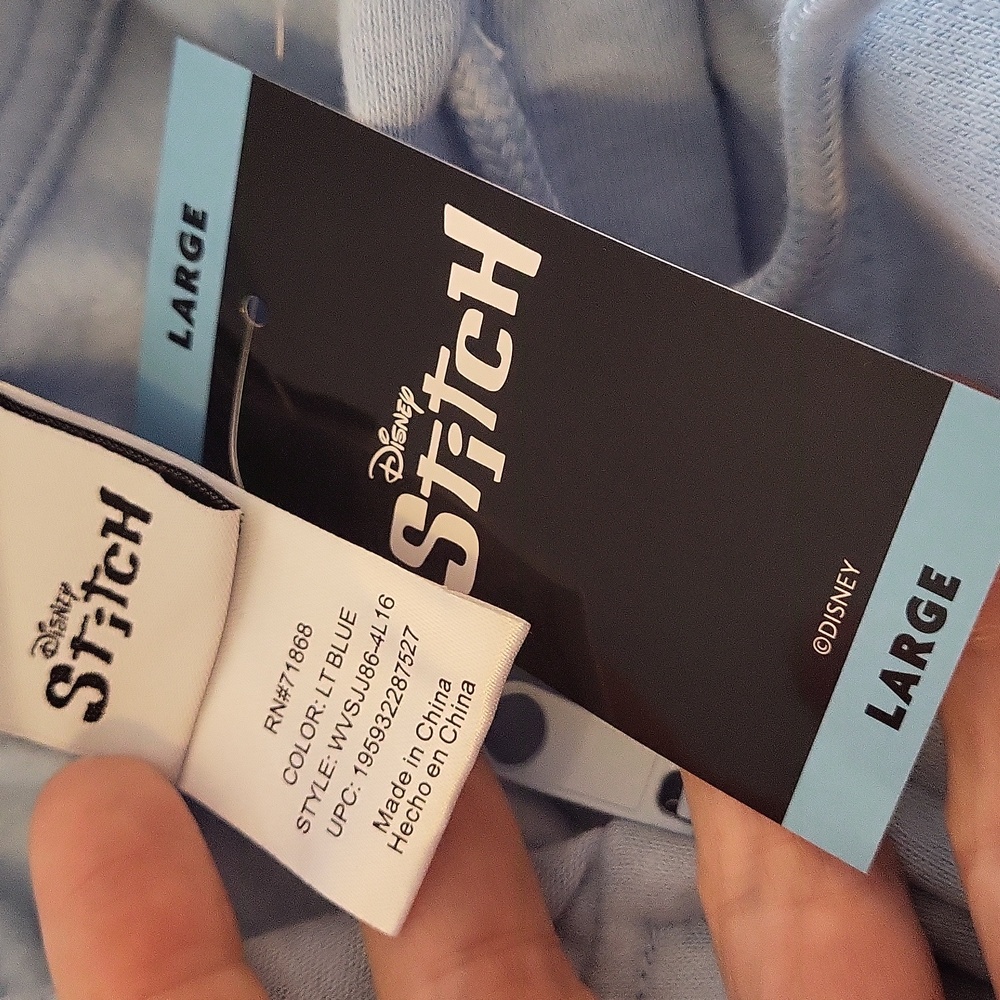 LARGE
DISNEY
Stitch
©DISNEY
LARGE
DISNEY
Stitch
RN#71868
COLOR: LT BLUE
STYLE: WVSJJ86-4L16
UPC: 195932287527
Made in China
Hecho en China